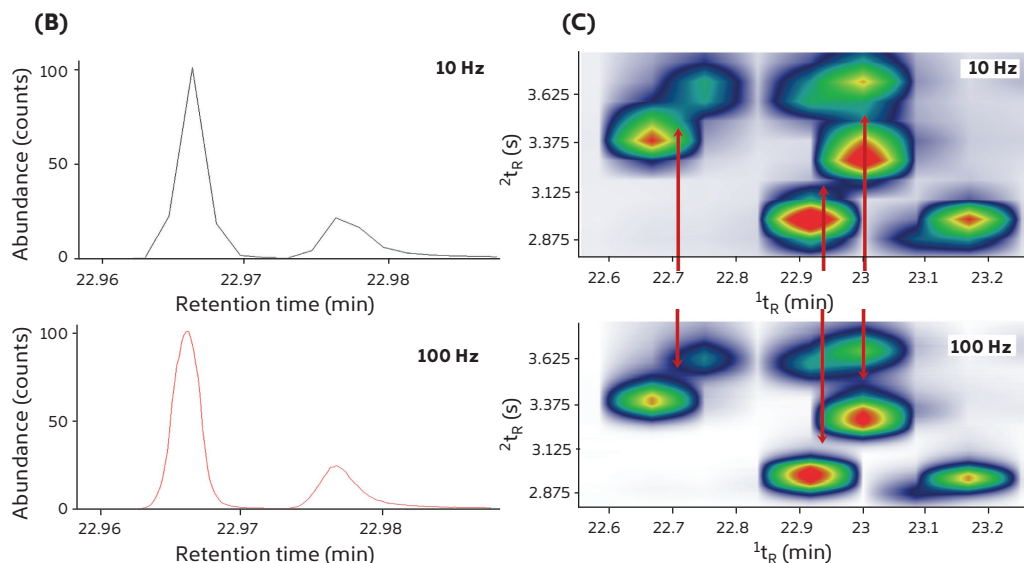 (B)
10 Hz
100
50
0
Abundance (counts)
22.96 22.97 22.98
Retention time (min)
100 Hz
100
50
0
Abundance (counts)
22.96 22.97 22.98
Retention time (min)
(C)
10 Hz
3.625
3.375
3.125
2.875
²tR (s)
22.6 22.7 22.8 22.9 23 23.1 23.2
¹tR (min)
100 Hz
3.625
3.375
3.125
2.875
²tR (s)
22.6 22.7 22.8 22.9 23 23.1 23.2
¹tR (min)